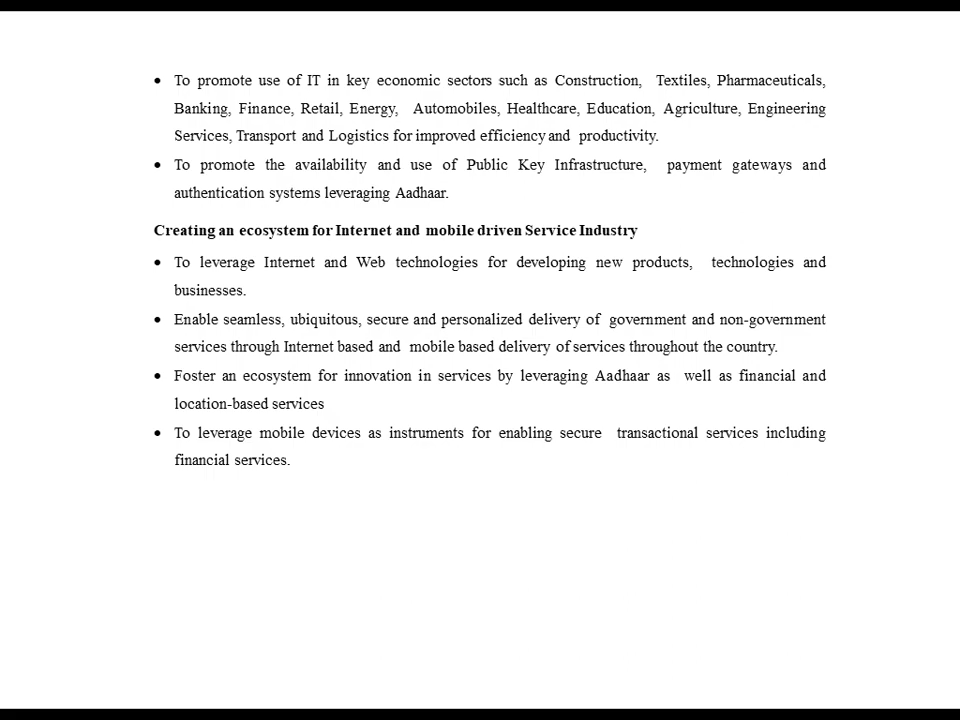 • To promote use of IT in key economic sectors such as Construction, Textiles, Pharmaceuticals,
Banking, Finance, Retail, Energy, Automobiles, Healthcare, Education, Agriculture, Engineering
Services, Transport and Logistics for improved efficiency and productivity.
• To promote the availability and use of Public Key Infrastructure, payment gateways and
authentication systems leveraging Aadhaar.
Creating an ecosystem for Internet and mobile driven Service Industry
• To leverage Internet and Web technologies for developing new products, technologies and
businesses.
• Enable seamless, ubiquitous, secure and personalized delivery of government and non-government
services through Internet based and mobile based delivery of services throughout the country.
• Foster an ecosystem for innovation in services by leveraging Aadhaar as well as financial and
location-based services
• To leverage mobile devices as instruments for enabling secure transactional services including
financial services.